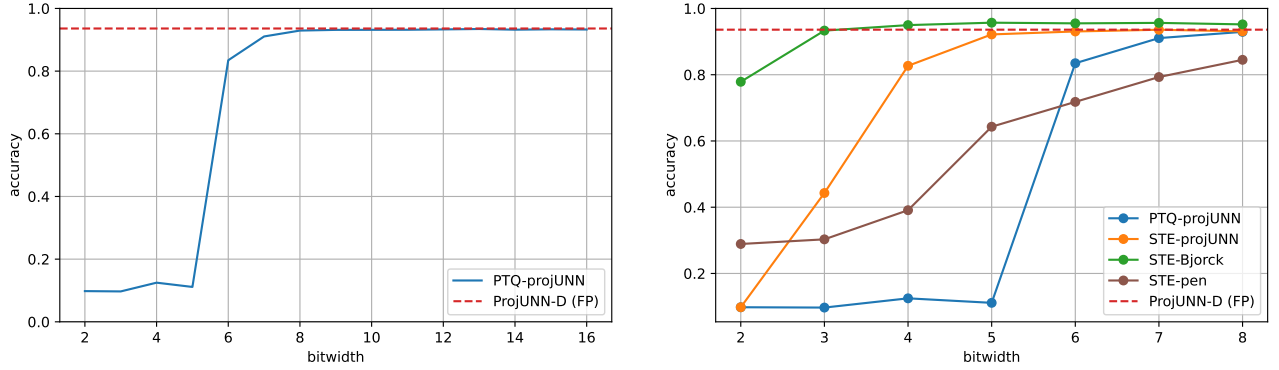 1.0
0.8
0.6
0.4
0.2
0.0
accuracy
2 4 6 8 10 12 14 16
bitwidth
PTQ-projUNN
ProjUNN-D (FP)
1.0
0.8
0.6
0.4
0.2
accuracy
2 3 4 5 6 7 8
bitwidth
PTQ-projUNN
STE-projUNN
STE-Bjorck
STE-pen
ProjUNN-D (FP)